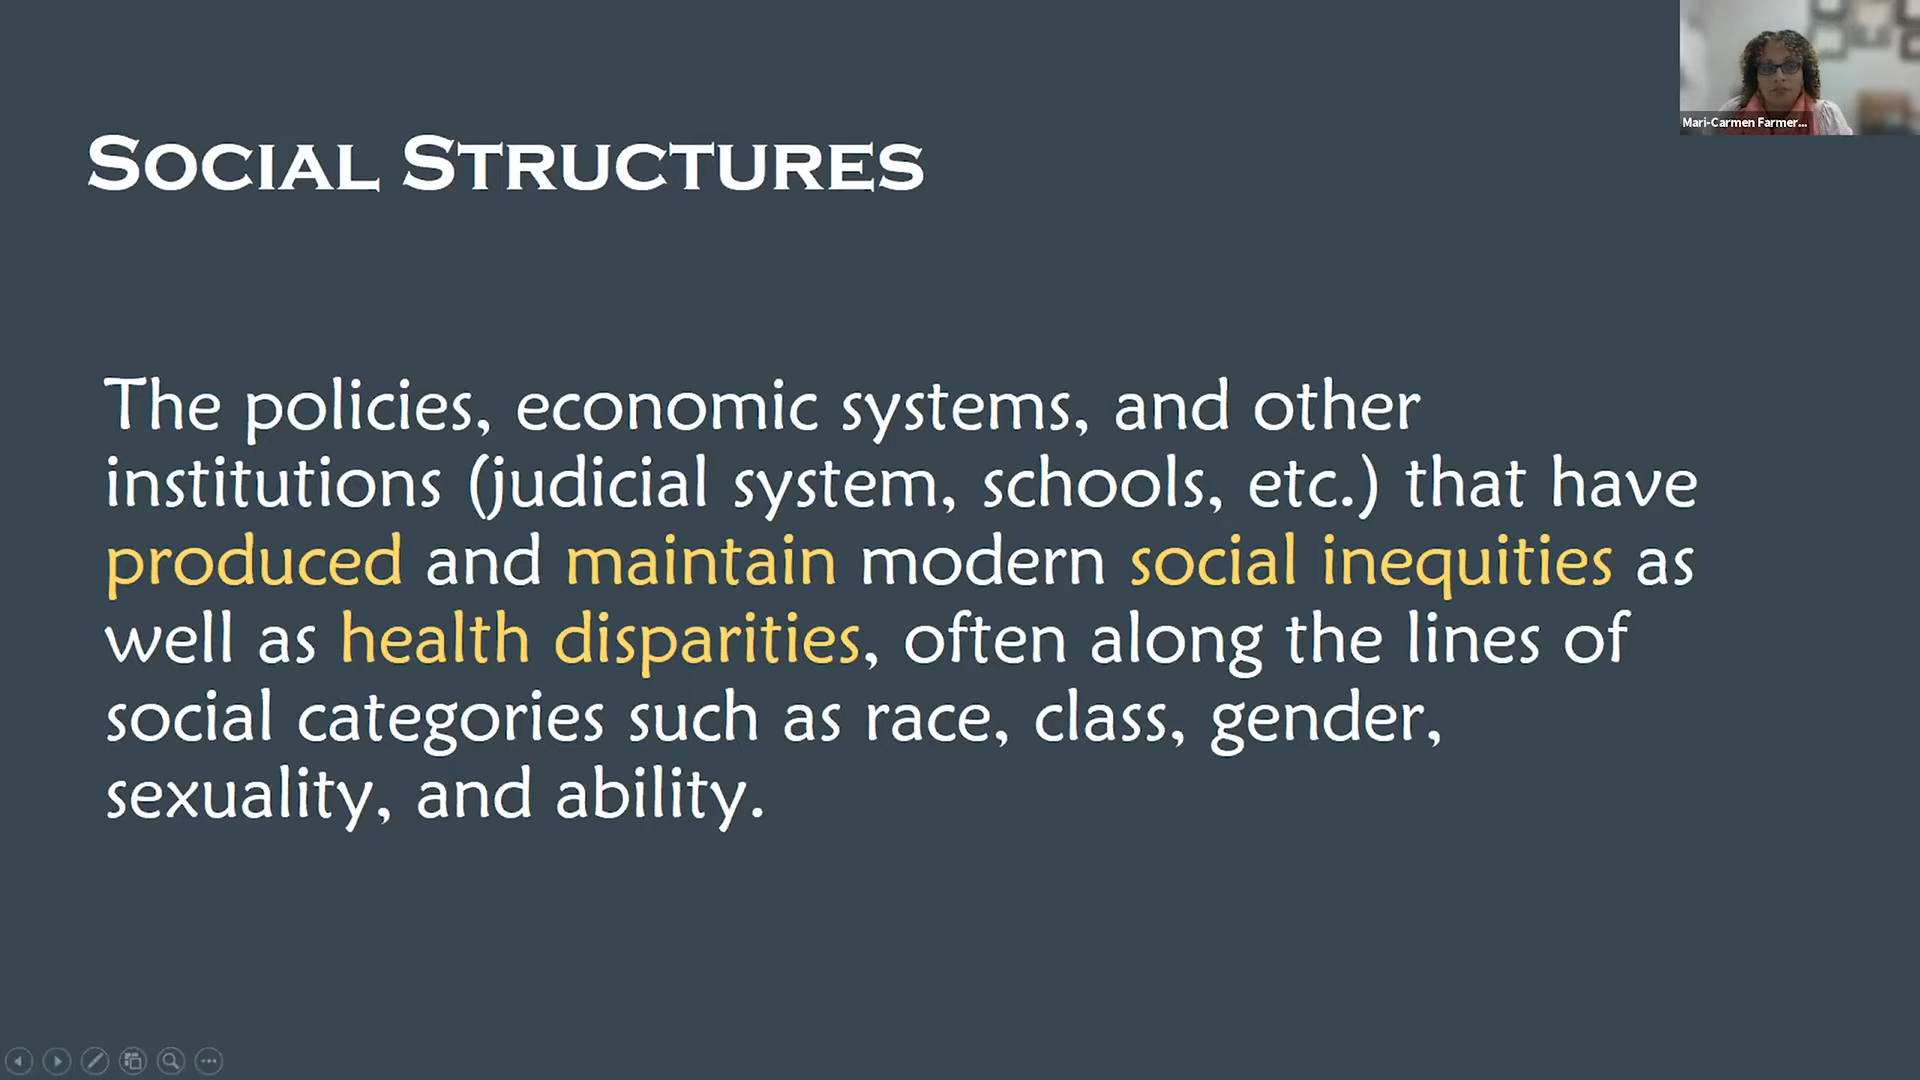 SOCIAL STRUCTURES
The policies, economic systems, and other
institutions (judicial system, schools, etc.) that have
produced and maintain modern social inequities as
well as health disparities, often along the lines of
social categories such as race, class, gender,
sexuality, and ability.
Mari-Carmen Farmer...